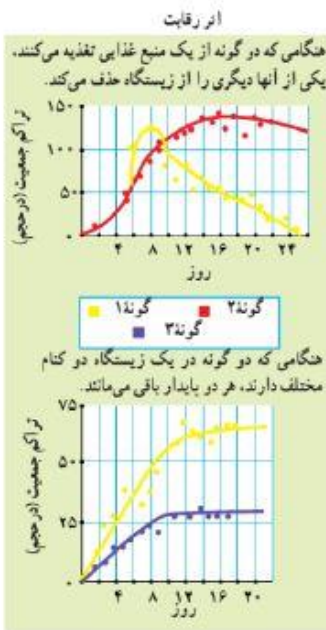 اثر رقابت
هنگامی که دو گونه از یک منبع غذایی تغذیه می‌کنند،
یکی از آنها دیگری را از زیستگاه حذف می‌کند.
تراکم جمعیت (در حجم)
۱۵۰
۱۰۰
۵۰
۰
۴ ۸ ۱۲ ۱۶ ۲۰ ۲۴
روز
گونهٔ۱ گونهٔ۲
گونهٔ۳
هنگامی که دو گونه در یک زیستگاه دو کنام
مختلف دارند، هر دو پایدار باقی می‌مانند.
تراکم جمعیت (در حجم)
۷۵
۵۰
۲۵
۰
۴ ۸ ۱۲ ۱۶ ۲۰
روز